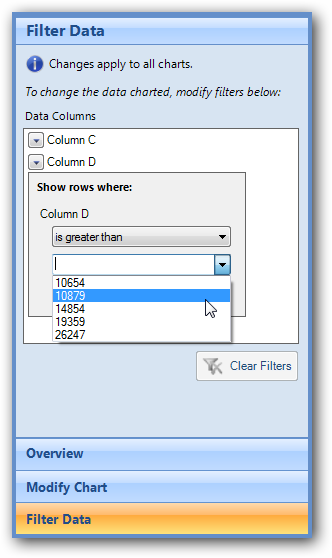 Filter Data
Changes apply to all charts.
To change the data charted, modify filters below:
Data Columns
Column C
Column D
Show rows where:
Column D
is greater than
10654
10879
14854
19359
26247
Clear Filters
Overview
Modify Chart
Filter Data